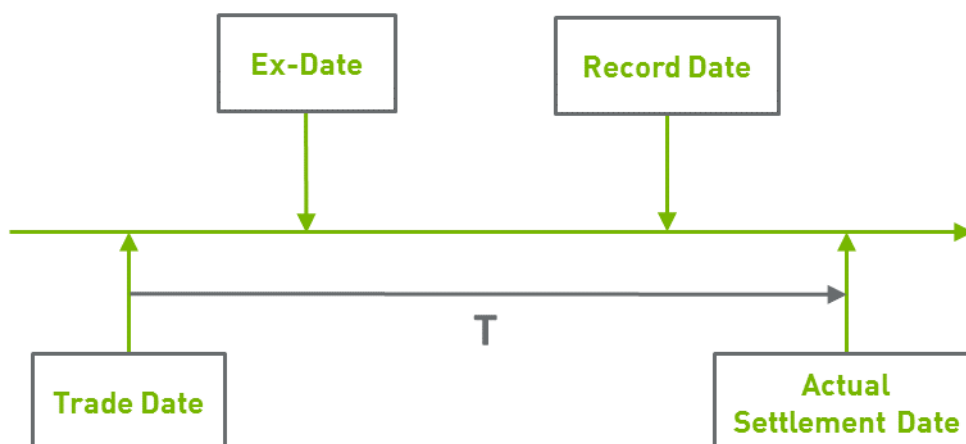 Ex-Date
Record Date
T
Trade Date
Actual
Settlement Date